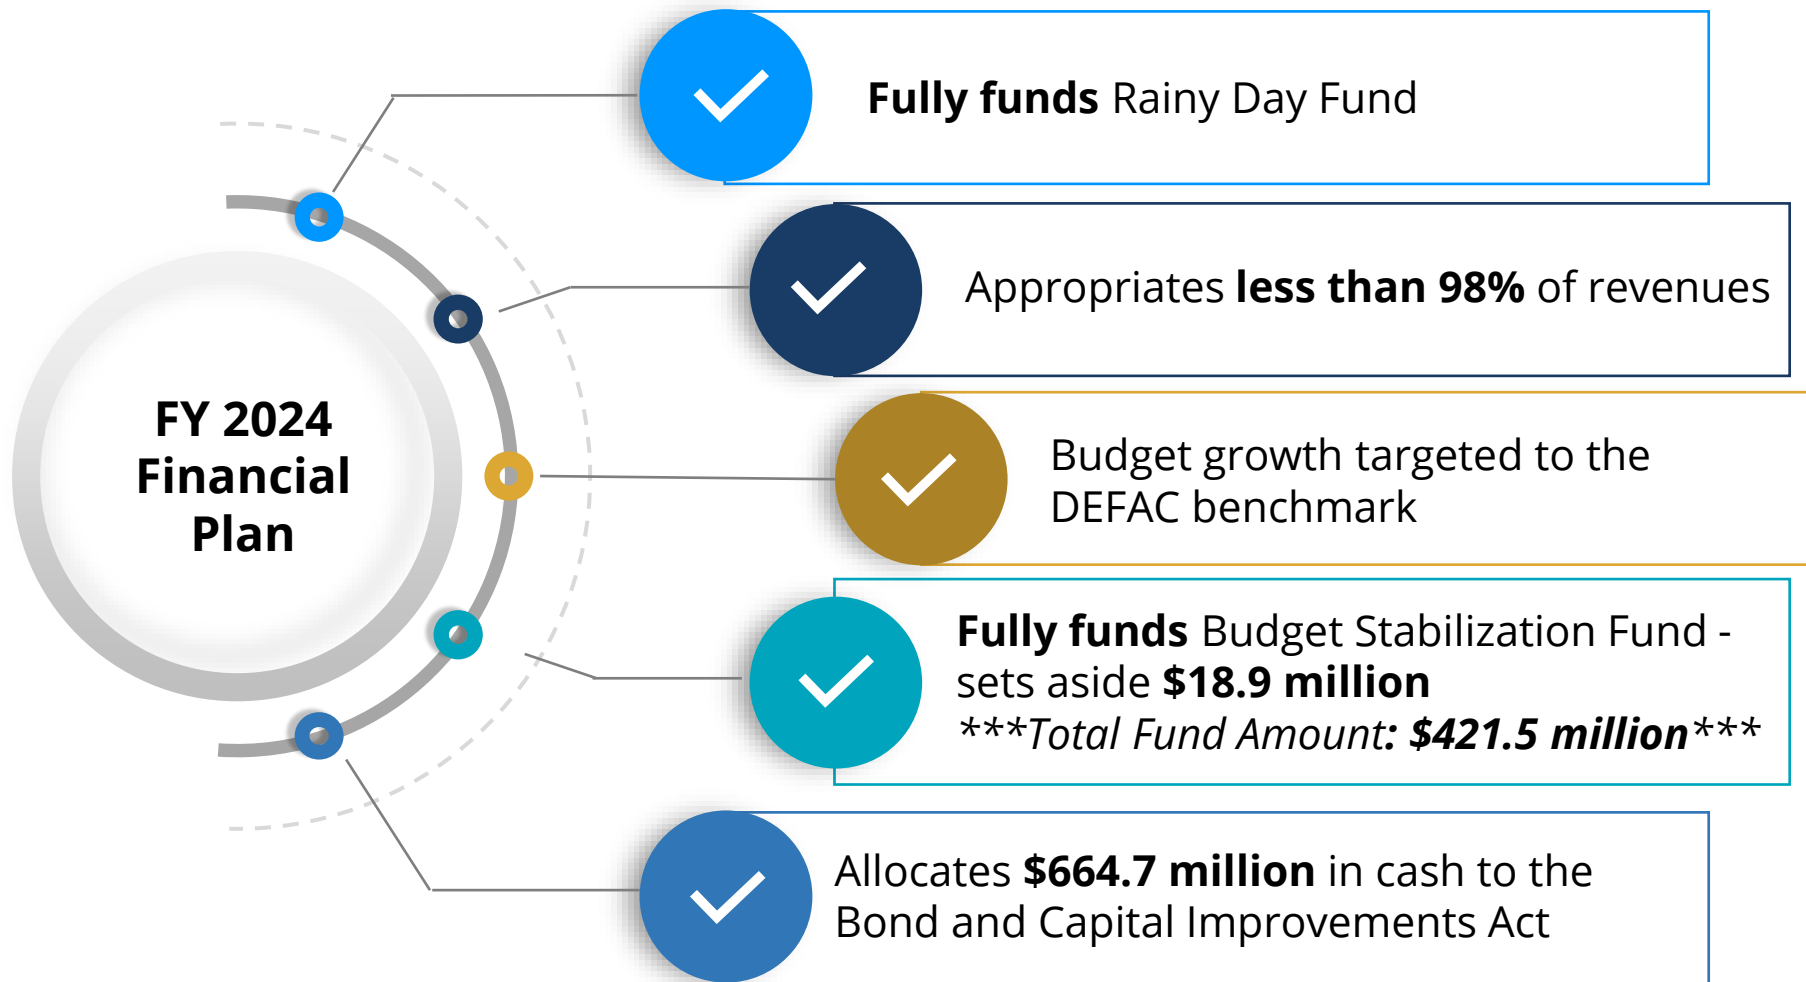 FY 2024
Financial
Plan
Fully funds Rainy Day Fund
Appropriates less than 98% of revenues
Budget growth targeted to the
DEFAC benchmark
Fully funds Budget Stabilization Fund -
sets aside $18.9 million
***Total Fund Amount: $421.5 million***
Allocates $664.7 million in cash to the
Bond and Capital Improvements Act